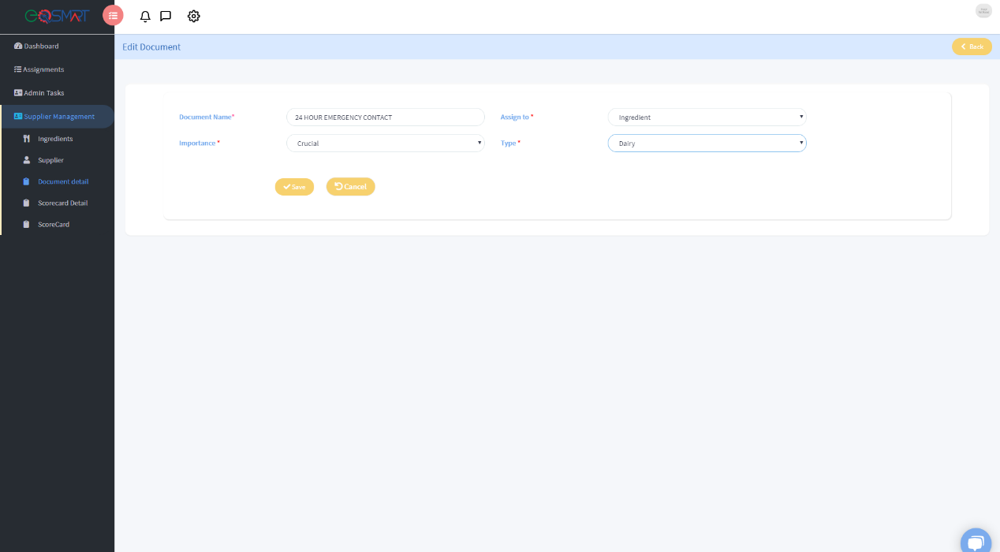 eQSMART
Dashboard
Assignments
Admin Tasks
Supplier Management
Ingredients
Supplier
Document detail
Scorecard Detail
ScoreCard
Edit Document
Back
Document Name*
24 HOUR EMERGENCY CONTACT
Assign to *
Ingredient
Importance *
Crucial
Type *
Dairy
Save
Cancel